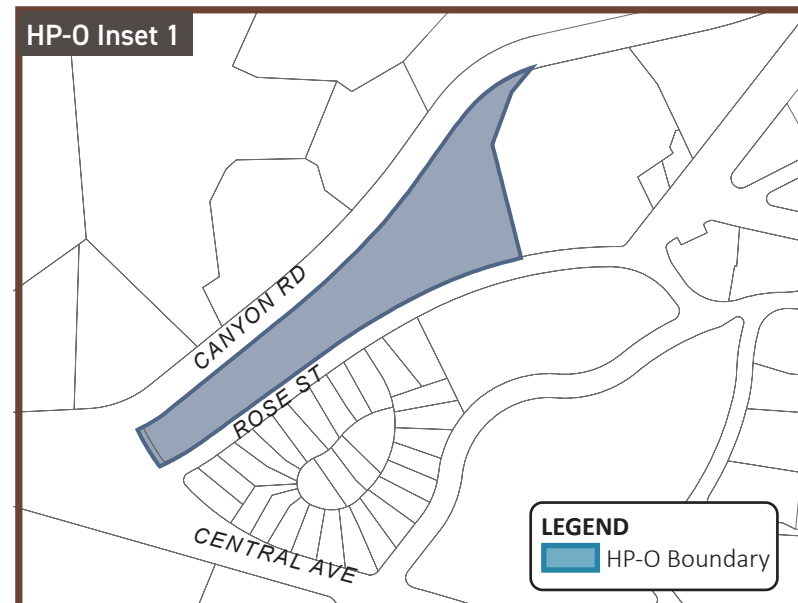 HP-O Inset 1
CANYON RD
ROSE ST
CENTRAL AVE
LEGEND
HP-O Boundary